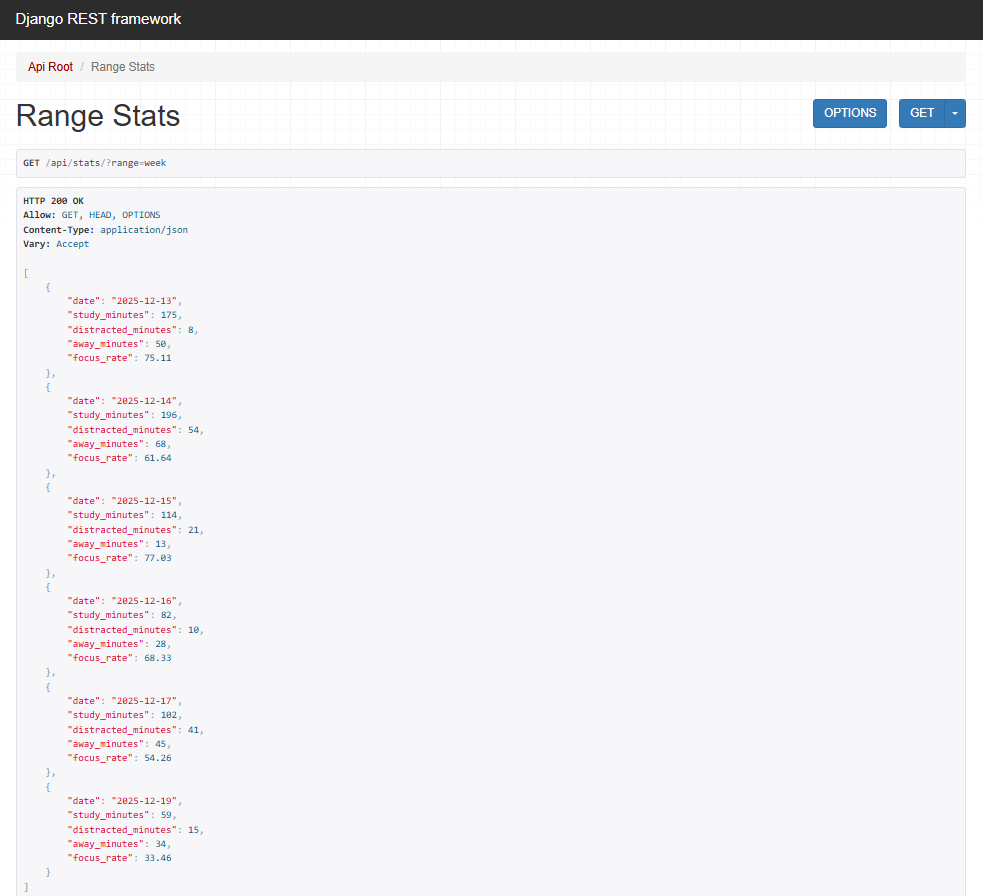 Django REST framework
Api Root / Range Stats
Range Stats
OPTIONS
GET
GET /api/stats/?range=week
HTTP 200 OK
Allow: GET, HEAD, OPTIONS
Content-Type: application/json
Vary: Accept
[
    {
        "date": "2025-12-13",
        "study_minutes": 175,
        "distracted_minutes": 8,
        "away_minutes": 50,
        "focus_rate": 75.11
    },
    {
        "date": "2025-12-14",
        "study_minutes": 196,
        "distracted_minutes": 54,
        "away_minutes": 68,
        "focus_rate": 61.64
    },
    {
        "date": "2025-12-15",
        "study_minutes": 114,
        "distracted_minutes": 21,
        "away_minutes": 13,
        "focus_rate": 77.03
    },
    {
        "date": "2025-12-16",
        "study_minutes": 82,
        "distracted_minutes": 10,
        "away_minutes": 28,
        "focus_rate": 68.33
    },
    {
        "date": "2025-12-17",
        "study_minutes": 102,
        "distracted_minutes": 41,
        "away_minutes": 45,
        "focus_rate": 54.26
    },
    {
        "date": "2025-12-19",
        "study_minutes": 59,
        "distracted_minutes": 15,
        "away_minutes": 34,
        "focus_rate": 33.46
    }
]